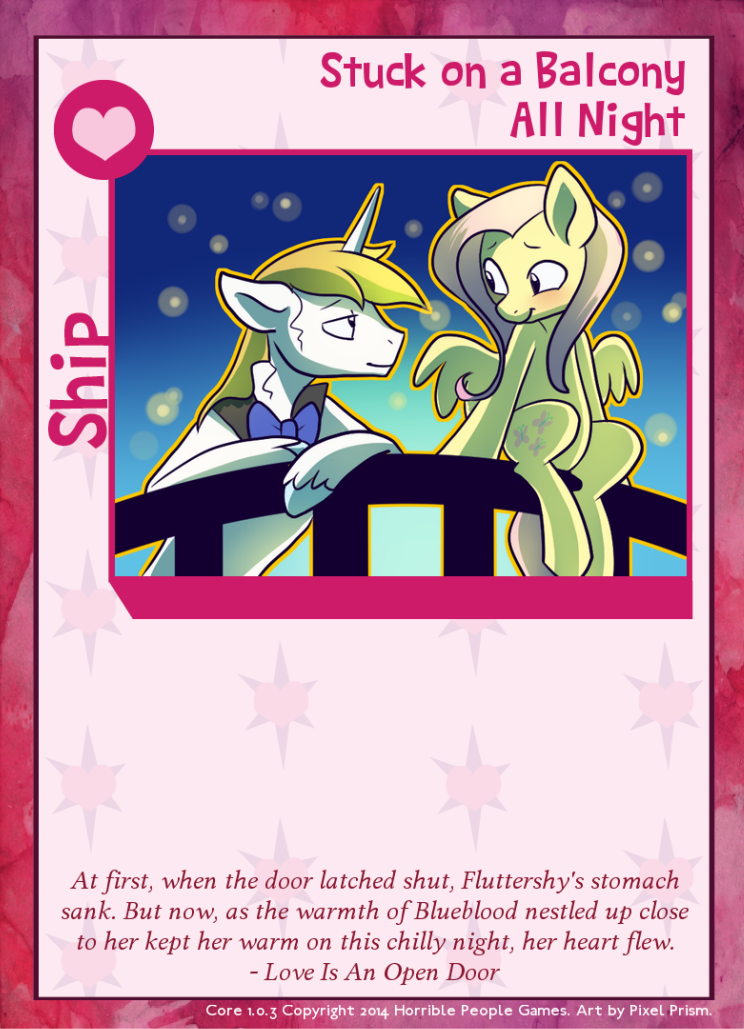 Stuck on a Balcony
All Night
Ship
At first, when the door latched shut, Fluttershy's stomach
sank. But now, as the warmth of Blueblood nestled up close
to her kept her warm on this chilly night, her heart flew.
- Love Is An Open Door
Core 1.0.3 Copyright 2014 Horrible People Games. Art by Pixel Prism.